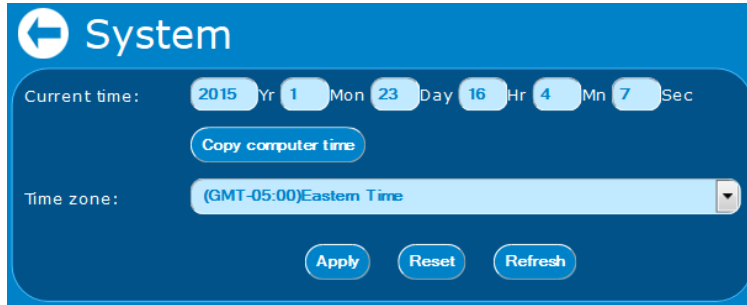 System
Current time: 2015 Yr 1 Mon 23 Day 16 Hr 4 Mn 7 Sec
Copy computer time
Time zone: (GMT-05:00)Eastern Time
Apply Reset Refresh